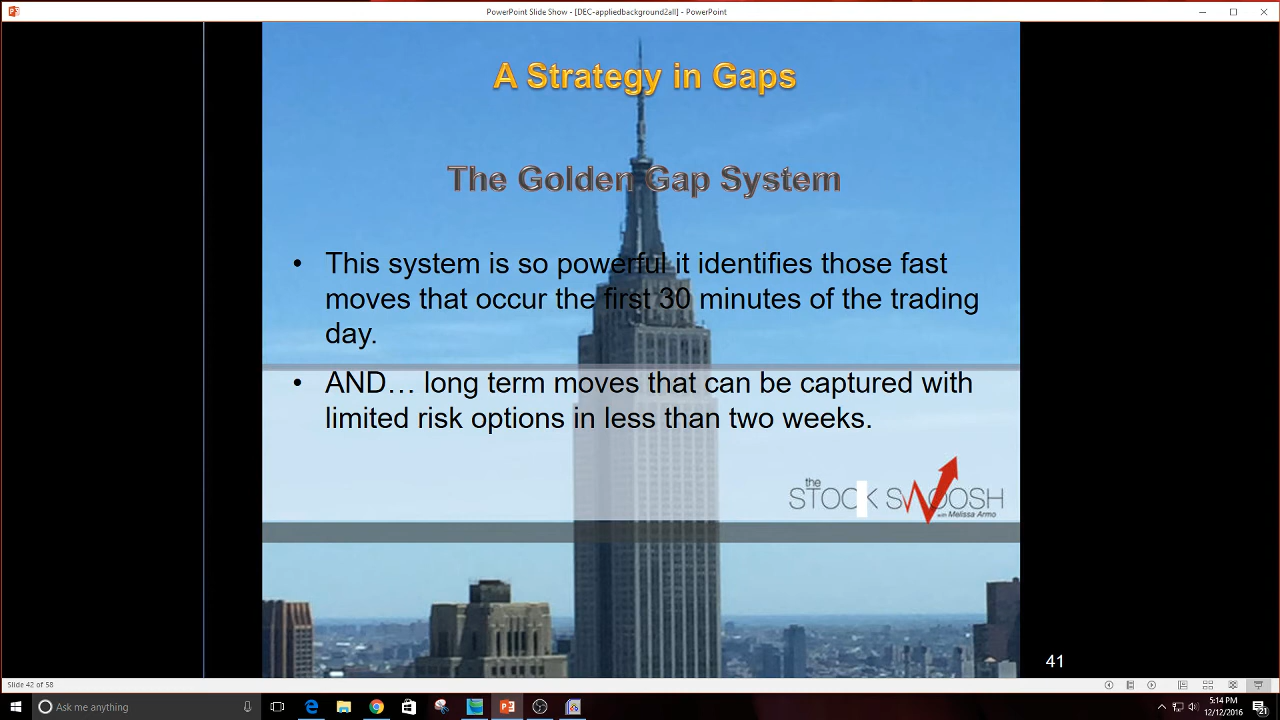 PowerPoint Slide Show - [DEC-appliedbackground2all] - PowerPoint
A Strategy in Gaps
The Golden Gap System
• This system is so powerful it identifies those fast
moves that occur the first 30 minutes of the trading
day.
• AND… long term moves that can be captured with
limited risk options in less than two weeks.
the
STOCK SWOOSH
with Melissa Armo
41
Slide 42 of 58
Ask me anything
5:14 PM
12/12/2016
21